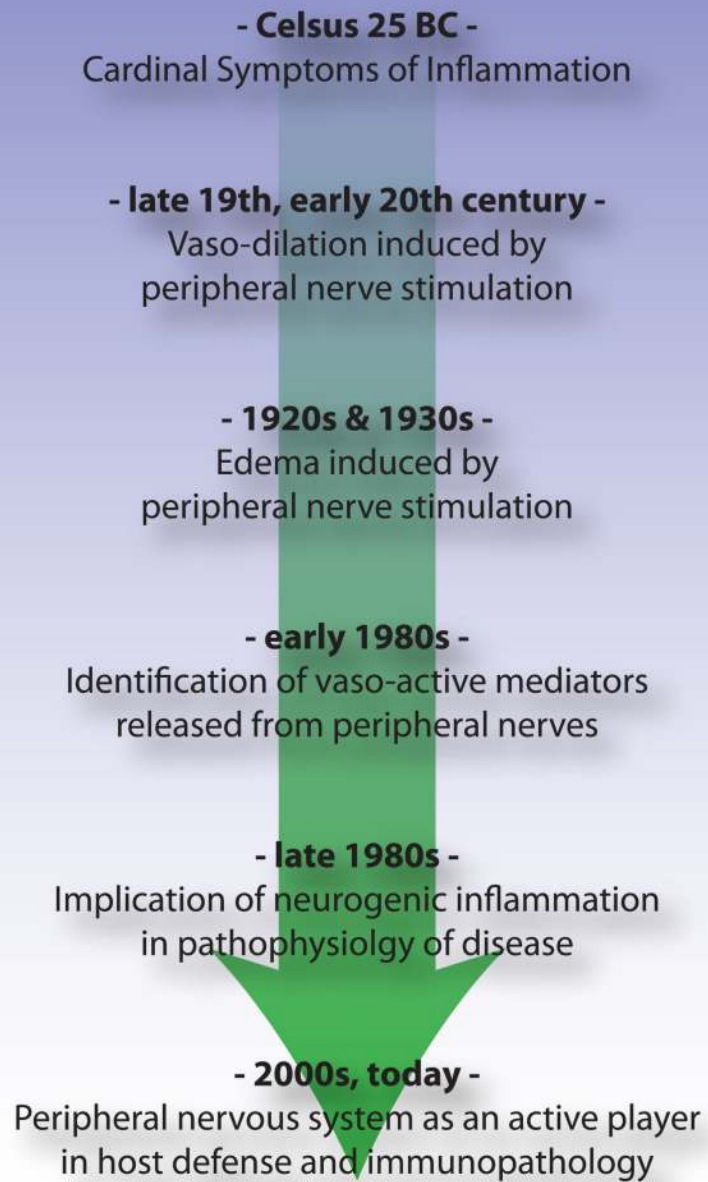 - Celsus 25 BC -
Cardinal Symptoms of Inflammation
- late 19th, early 20th century -
Vaso-dilation induced by
peripheral nerve stimulation
- 1920s & 1930s -
Edema induced by
peripheral nerve stimulation
- early 1980s -
Identification of vaso-active mediators
released from peripheral nerves
- late 1980s -
Implication of neurogenic inflammation
in pathophysiolgy of disease
- 2000s, today -
Peripheral nervous system as an active player
in host defense and immunopathology